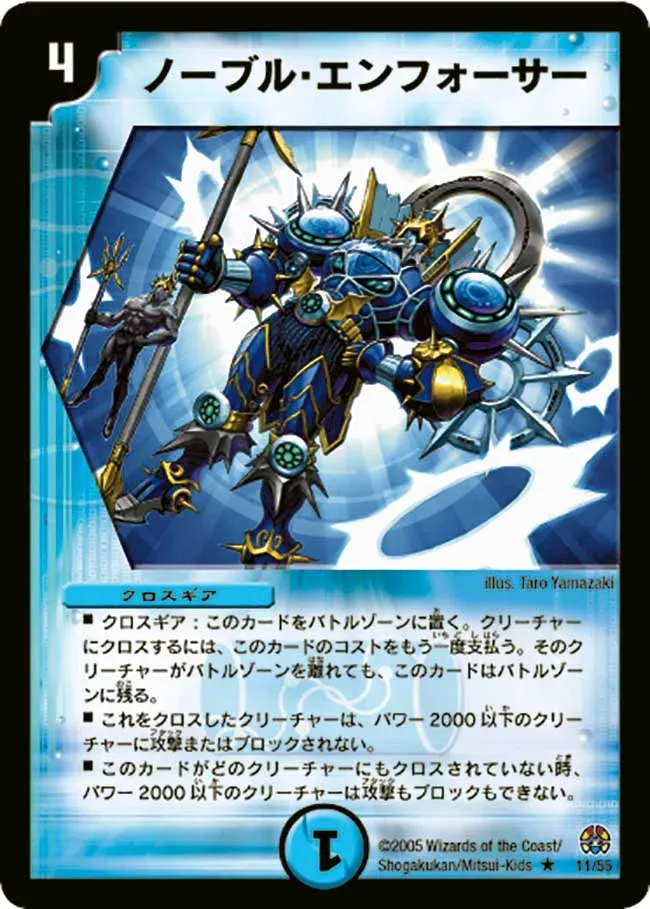 4
ノーブル・エンフォーサー
illus. Taro Yamazaki
クロスギア
■ クロスギア：このカードをバトルゾーンに置く。クリーチャー
にクロスするには、このカードのコストをもう一度支払う。そのク
リーチャーがバトルゾーンを離れても、このカードはバトルゾー
ンに残る。
■ これをクロスしたクリーチャーは、パワー2000以下のクリー
チャーに攻撃またはブロックされない。
■ このカードがどのクリーチャーにもクロスされていない時、
パワー2000以下のクリーチャーは攻撃もブロックもできない。
1
©2005 Wizards of the Coast/
Shogakukan/Mitsui-Kids ★ 11/55